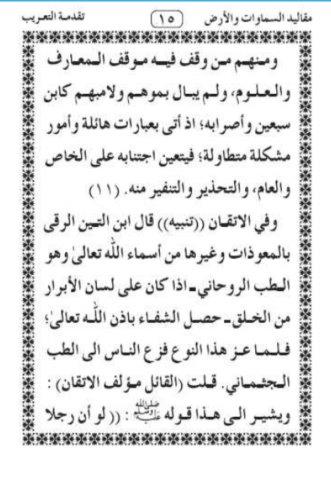 مقاليد السماوات والأرض ١٥ تقدمة التعريب
ومنهم من وقف فيه موقف المعارف
والعلوم، ولم يبال بموهم ولامبهم كابن
سبعين وأصرابه؛ اذ أتى بعبارات هائلة وأمور
مشكلة متطاولة؛ فيتعين اجتنابه على الخاص
والعام، والتحذير والتنفير منه. (١١)
وفي الاتقان ((تنبيه)) قال ابن التين الرقى
بالمعوذات وغيرها من أسماء الله تعالىٰ وهو
الطب الروحاني - اذا كان على لسان الأبرار
من الخلق - حصل الشفاء باذن الله تعالىٰ؛
فلما عز هذا النوع فزع الناس الى الطب
الجثماني. قلت (القائل مؤلف الاتقان) :
ويشير الى هذا قوله ﷺ : (( لو أن رجلا